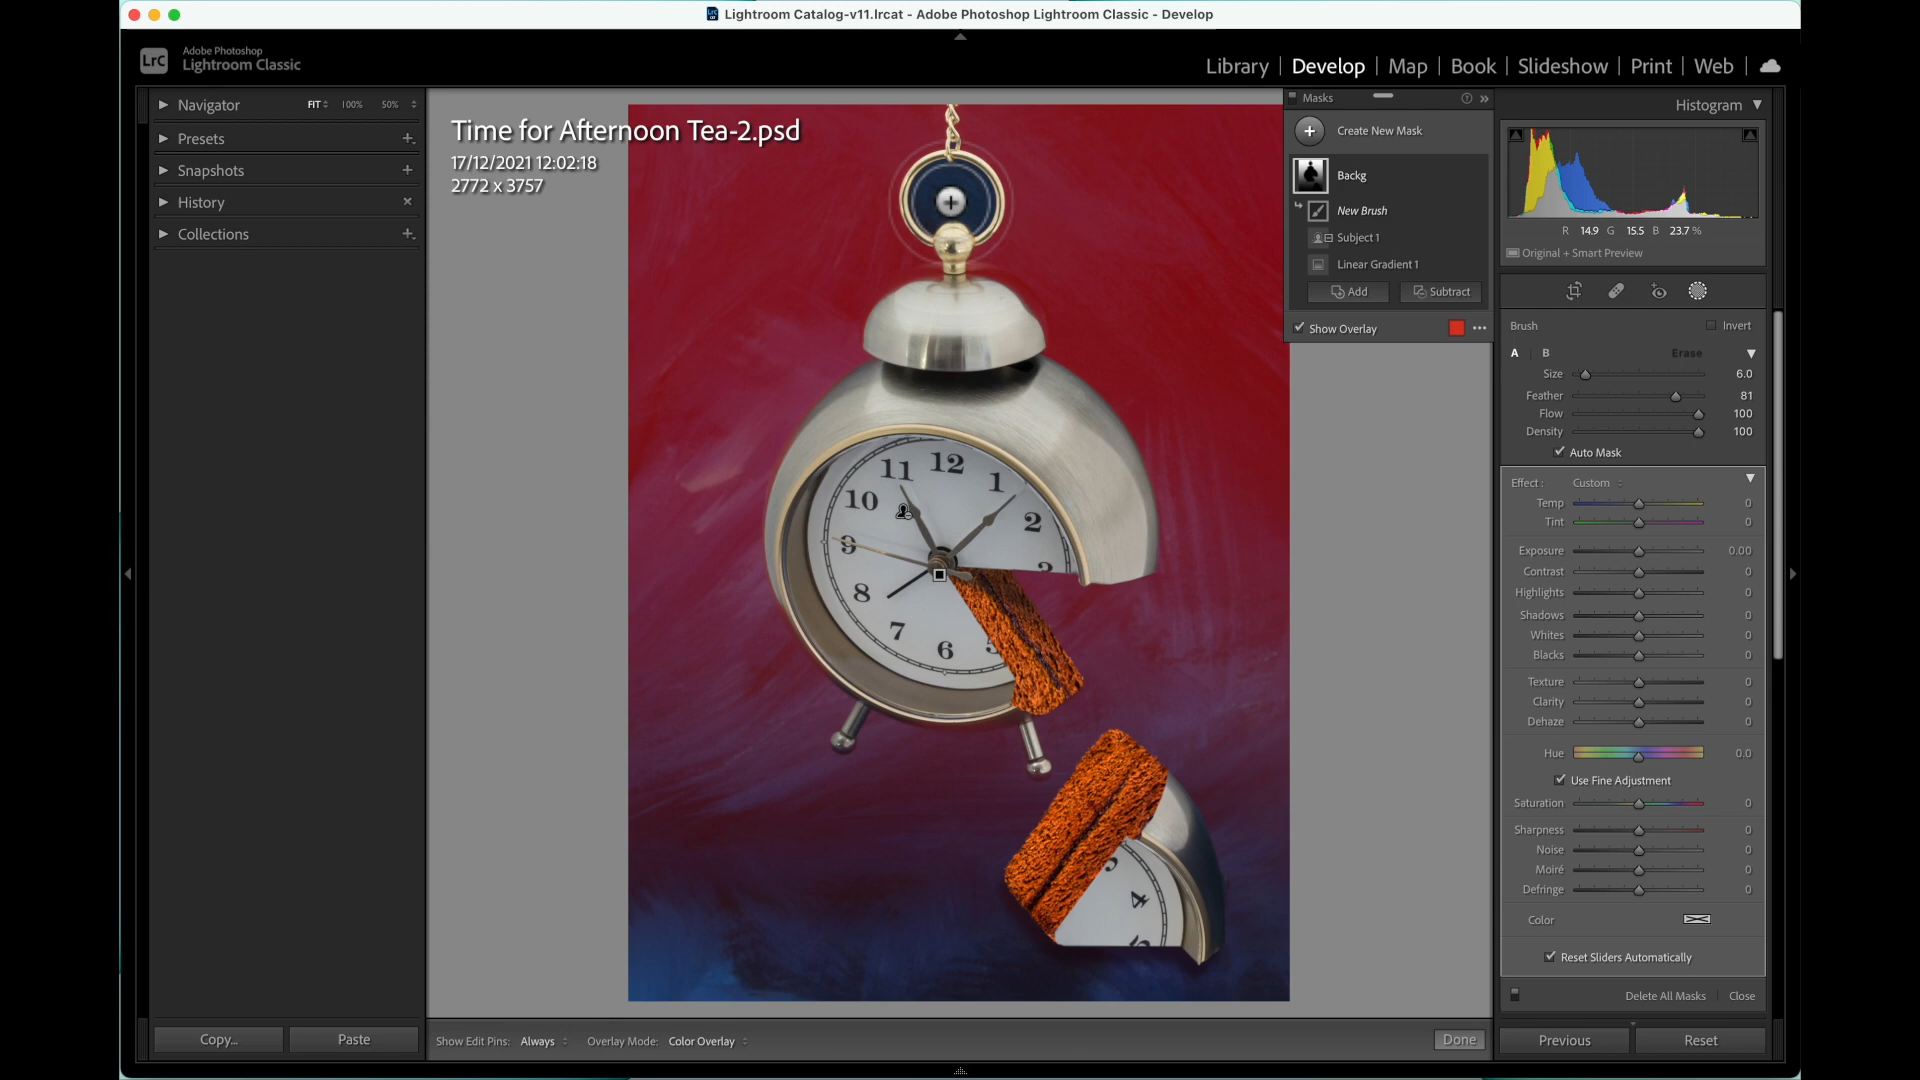 Lightroom Catalog-v11.lrcat - Adobe Photoshop Lightroom Classic - Develop
LrC
Adobe Photoshop
Lightroom Classic
Library | Develop | Map | Book | Slideshow | Print | Web
Navigator FIT 100% 50%
Presets
Snapshots
History
Collections
Copy...
Paste
Time for Afternoon Tea-2.psd
17/12/2021 12:02:18
2772 x 3757
11 12 1
10 2
9 3
8
7 6 5
3
4
5
Show Edit Pins: Always
Overlay Mode: Color Overlay
Done
Masks
Create New Mask
Backg
New Brush
Subject 1
Linear Gradient 1
Add
Subtract
Show Overlay
Histogram
R 14.9 G 15.5 B 23.7 %
Original + Smart Preview
Brush
Invert
A B Erase
Size 6.0
Feather 81
Flow 100
Density 100
Auto Mask
Effect : Custom
Temp 0
Tint 0
Exposure 0.00
Contrast 0
Highlights 0
Shadows 0
Whites 0
Blacks 0
Texture 0
Clarity 0
Dehaze 0
Hue 0.0
Use Fine Adjustment
Saturation 0
Sharpness 0
Noise 0
Moiré 0
Defringe 0
Color
Reset Sliders Automatically
Delete All Masks
Close
Previous
Reset